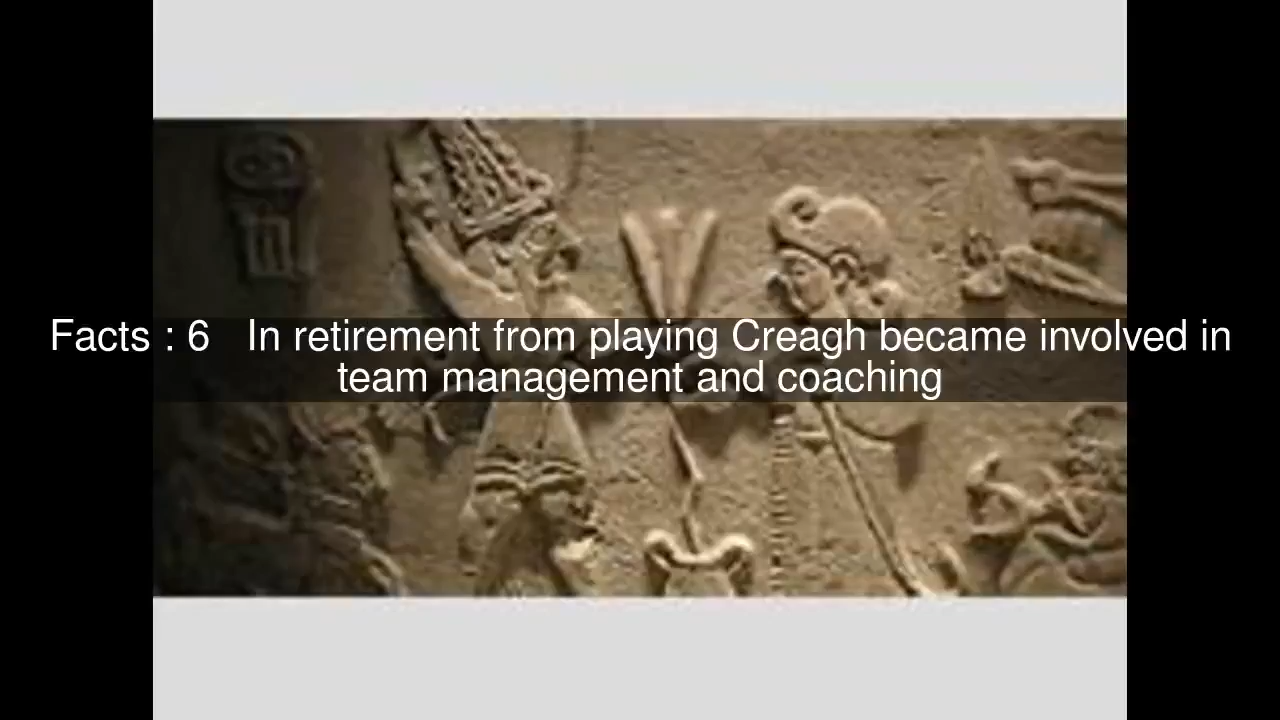 Facts : 6 In retirement from playing Creagh became involved in
team management and coaching